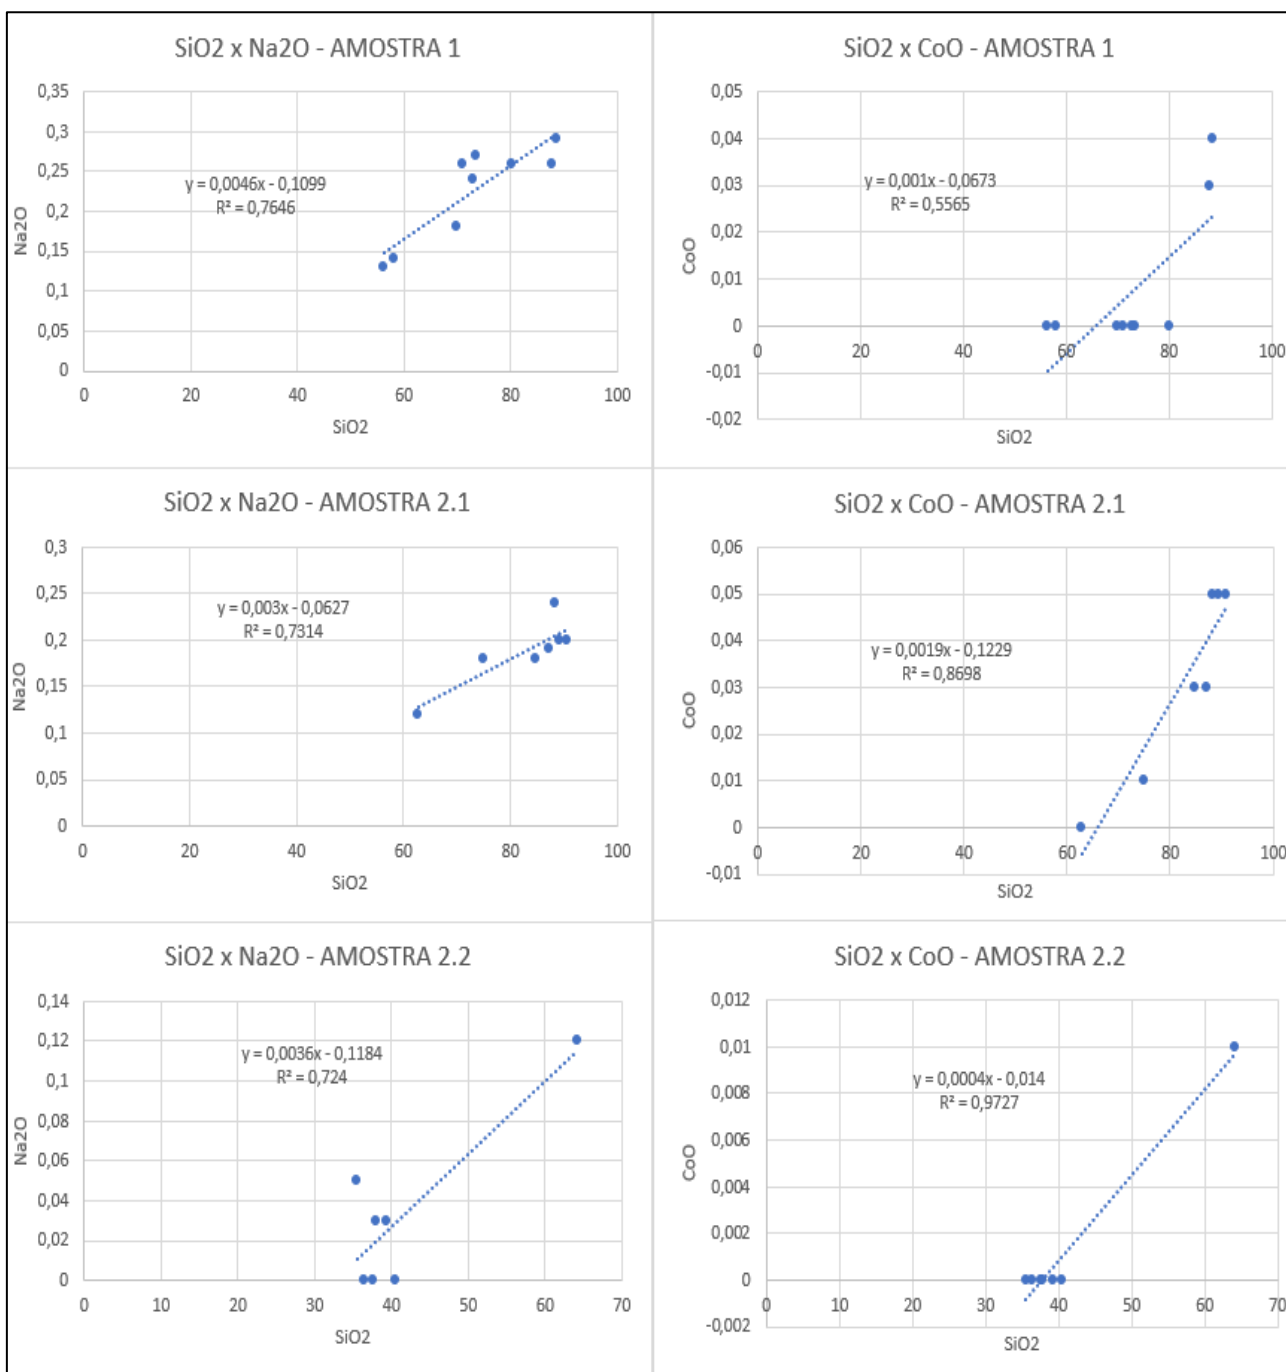 SiO2 x Na2O - AMOSTRA 1
0,35
0,3
0,25
0,2
0,15
0,1
0,05
0
Na2O
y = 0,0046x - 0,1099
R² = 0,7646
0 20 40 60 80 100
SiO2
SiO2 x CoO - AMOSTRA 1
0,05
0,04
0,03
0,02
0,01
0
-0,01
-0,02
CoO
y = 0,001x - 0,0673
R² = 0,5565
0 20 40 60 80 100
SiO2
SiO2 x Na2O - AMOSTRA 2.1
0,3
0,25
0,2
0,15
0,1
0,05
0
Na2O
y = 0,003x - 0,0627
R² = 0,7314
0 20 40 60 80 100
SiO2
SiO2 x CoO - AMOSTRA 2.1
0,06
0,05
0,04
0,03
0,02
0,01
0
-0,01
CoO
y = 0,0019x - 0,1229
R² = 0,8698
0 20 40 60 80 100
SiO2
SiO2 x Na2O - AMOSTRA 2.2
0,14
0,12
0,1
0,08
0,06
0,04
0,02
0
Na2O
y = 0,0036x - 0,1184
R² = 0,724
0 10 20 30 40 50 60 70
SiO2
SiO2 x CoO - AMOSTRA 2.2
0,012
0,01
0,008
0,006
0,004
0,002
0
-0,002
CoO
y = 0,0004x - 0,014
R² = 0,9727
0 10 20 30 40 50 60 70
SiO2